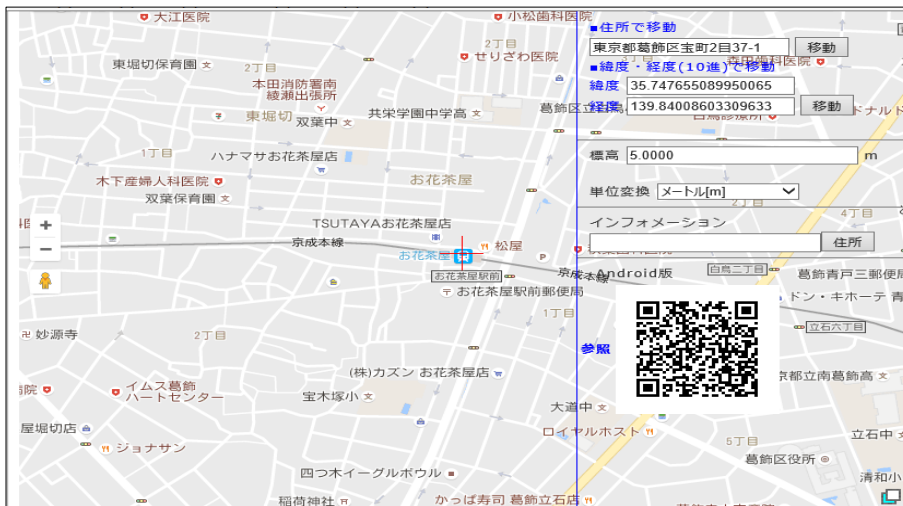 大江医院
小松歯科医院
2丁目
せりざわ医院
東堀切保育園
2丁目
本田消防署南
綾瀬出張所
東堀切
双葉中
共栄学園中学高
1丁目
ハナマサお花茶屋店
木下産婦人科医院
双葉保育園
お花茶屋
TSUTAYAお花茶屋店
京成本線
お花茶屋
松屋
お花茶屋駅前
京成本線
お花茶屋駅前郵便局
1丁目
妙源寺
2丁目
(株)カズン お花茶屋店
イムス葛飾
ハートセンター
宝木塚小
大道中
屋堀切店
ジョナサン
ロイヤルホスト
四つ木イーグルボウル
稲荷神社
かっぱ寿司 葛飾立石店
+
−
■住所で移動
東京都葛飾区宝町2目37-1
移動
■緯度・経度(10進)で移動
緯度 35.747655089950065
経度 139.84008603309633
移動
標高 5.0000 m
単位変換 メートル[m]
2丁目
4丁目
インフォメーション
住所
Android版
白鳥二丁目
葛飾青戸三郵便局
ドン・キホーテ 青
立石六丁目
参照
京都立南葛飾高
5丁目
立石中
葛飾区役所
清和小